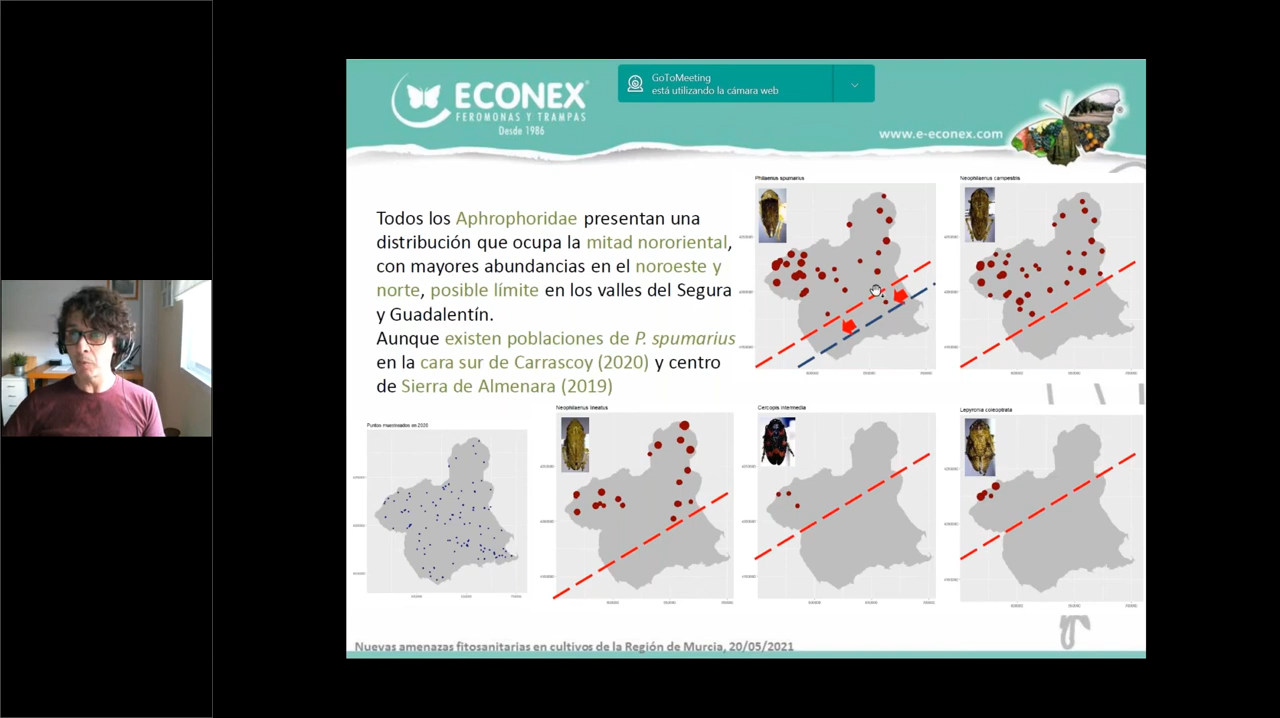 GoToMeeting
está utilizando la cámara web
ECONEX
FEROMONAS Y TRAMPAS
Desde 1986
www.e-econex.com
Todos los Aphrophoridae presentan una
distribución que ocupa la mitad nororiental,
con mayores abundancias en el noroeste y
norte, posible límite en los valles del Segura
y Guadalentín.
Aunque existen poblaciones de P. spumarius
en la cara sur de Carrascoy (2020) y centro
de Sierra de Almenara (2019)
Philaenus spumarius
Neophilaenus campestris
Puntos muestreados en 2020
Neophilaenus lineatus
Cercopis intermedia
Lepyronia coleoptrata
Nuevas amenazas fitosanitarias en cultivos de la Región de Murcia, 20/05/2021